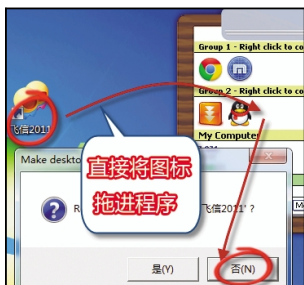 Group 1 - Right click to co
Group 2 - Right click to co
飞信2011
My Computer
Make deskto
直接将图标
拖进程序
R
飞信2011" ?
是(Y)
否(N)